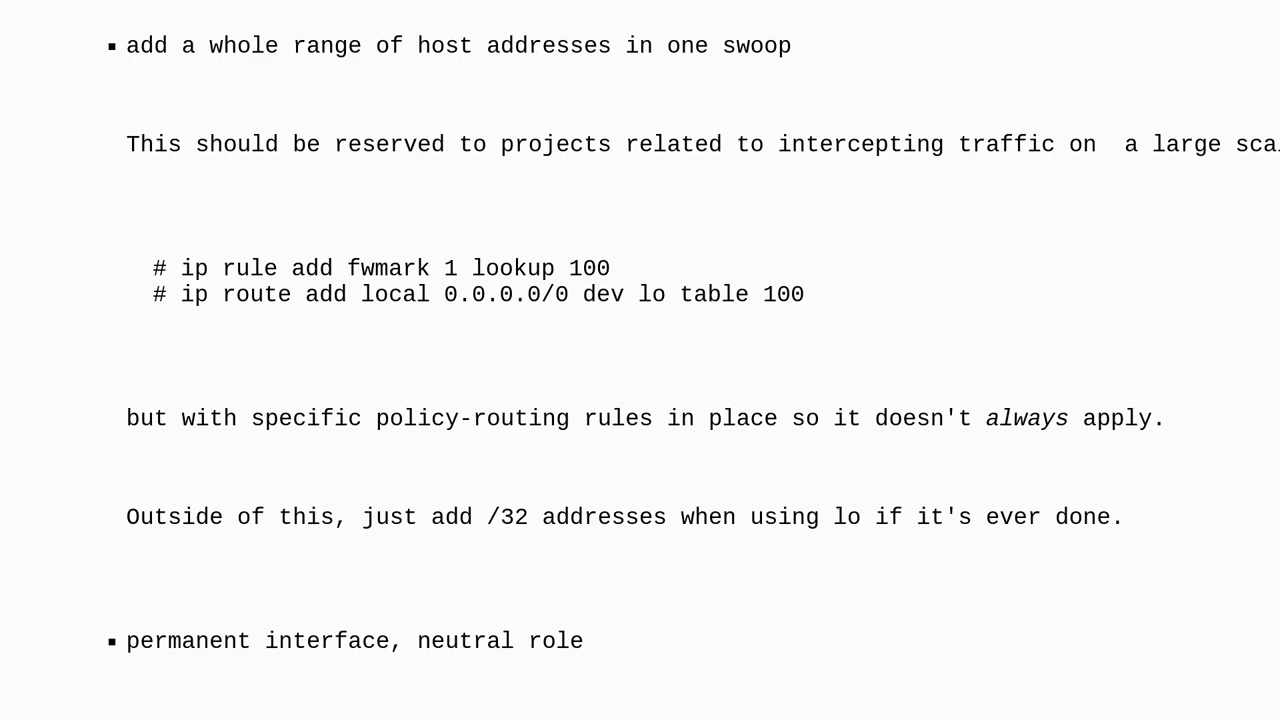 ▪ add a whole range of host addresses in one swoop
This should be reserved to projects related to intercepting traffic on  a large
# ip rule add fwmark 1 lookup 100
# ip route add local 0.0.0.0/0 dev lo table 100
but with specific policy-routing rules in place so it doesn't always apply.
Outside of this, just add /32 addresses when using lo if it's ever done.
▪ permanent interface, neutral role